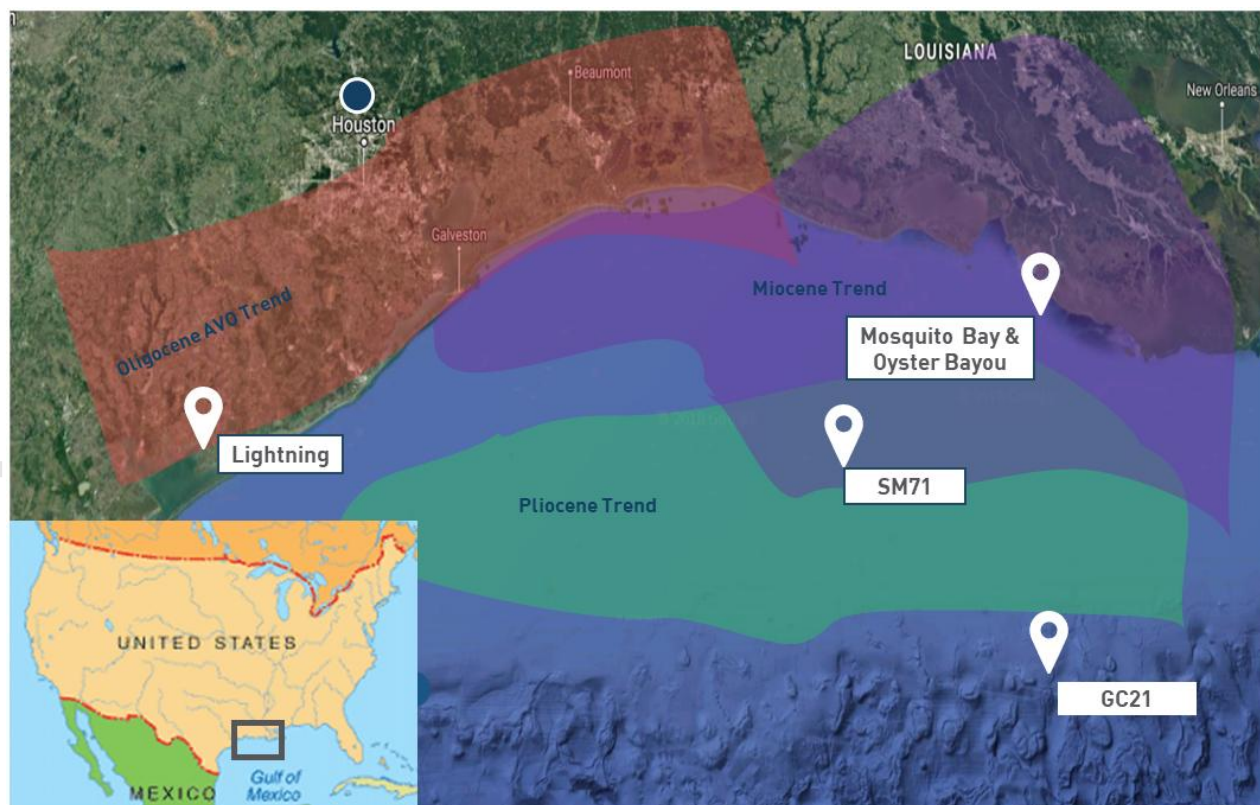 LOUISIANA
Beaumont
New Orleans
Houston
Galveston
Miocene Trend
Oligocene AVO Trend
Mosquito Bay &
Oyster Bayou
Lightning
SM71
Pliocene Trend
GC21
UNITED STATES
Gulf of
Mexico
MEXICO